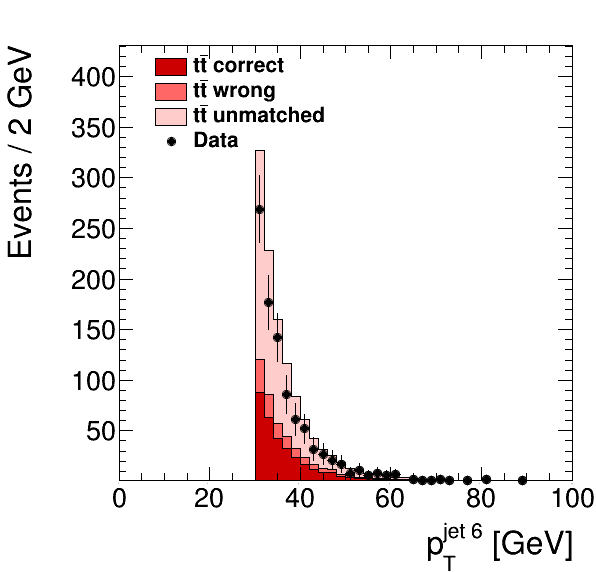 Events / 2 GeV
400
350
300
250
200
150
100
50
tt̄ correct
tt̄ wrong
tt̄ unmatched
Data
0 20 40 60 80 100
p_T^{jet 6} [GeV]